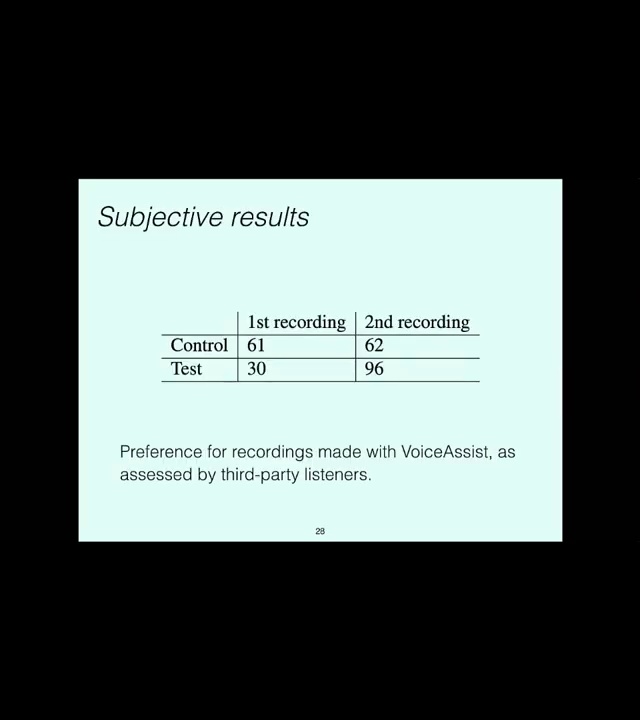 Subjective results
1st recording 2nd recording
Control 61 62
Test 30 96
Preference for recordings made with VoiceAssist, as
assessed by third-party listeners.
28